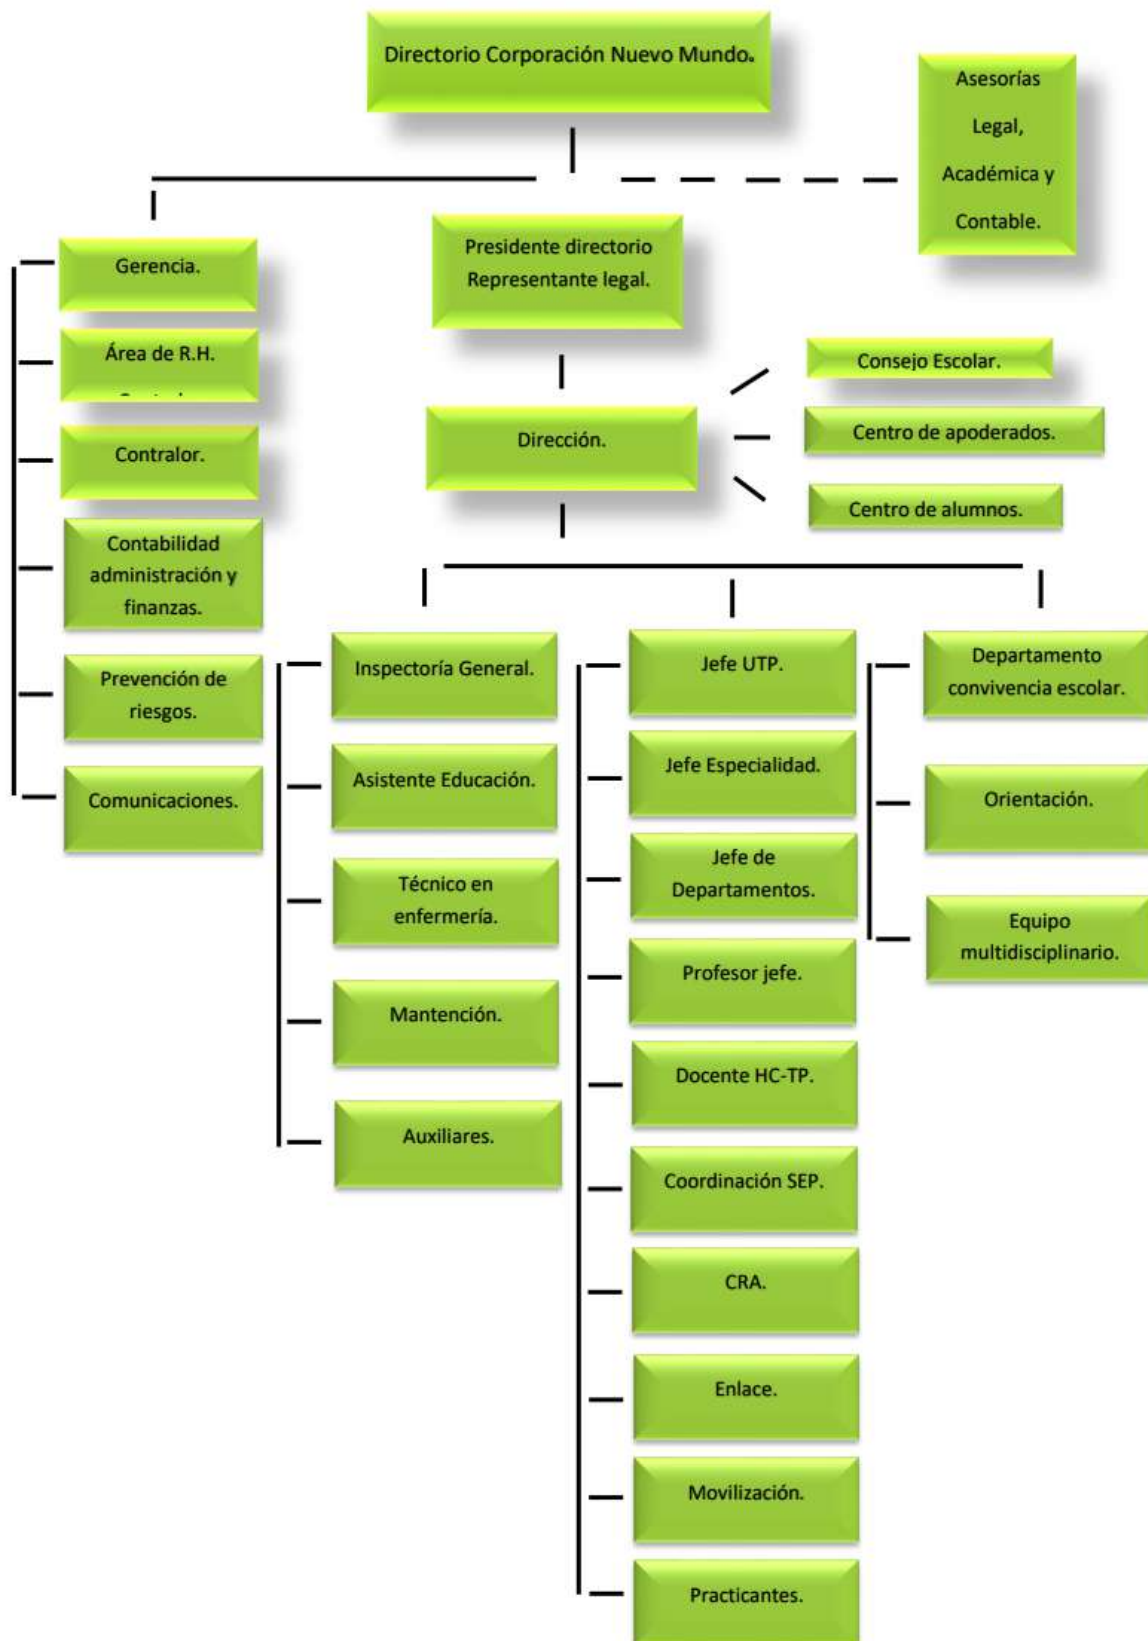 Directorio Corporación Nuevo Mundo.
Asesorías
Legal,
Académica y
Contable.
Presidente directorio
Representante legal.
Gerencia.
Área de R.H.
Contralor.
Contabilidad
administración y
finanzas.
Prevención de
riesgos.
Comunicaciones.
Dirección.
Consejo Escolar.
Centro de apoderados.
Centro de alumnos.
Inspectoría General.
Asistente Educación.
Técnico en
enfermería.
Mantención.
Auxiliares.
Jefe UTP.
Jefe Especialidad.
Jefe de
Departamentos.
Profesor jefe.
Docente HC-TP.
Coordinación SEP.
CRA.
Enlace.
Movilización.
Practicantes.
Departamento
convivencia escolar.
Orientación.
Equipo
multidisciplinario.